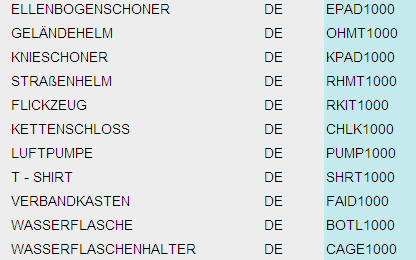 ELLENBOGENSCHONER DE EPAD1000
GELÄNDEHELM DE OHMT1000
KNIESCHONER DE KPAD1000
STRAßENHELM DE RHMT1000
FLICKZEUG DE RKIT1000
KETTENSCHLOSS DE CHLK1000
LUFTPUMPE DE PUMP1000
T - SHIRT DE SHRT1000
VERBANDKASTEN DE FAID1000
WASSERFLASCHE DE BOTL1000
WASSERFLASCHENHALTER DE CAGE1000